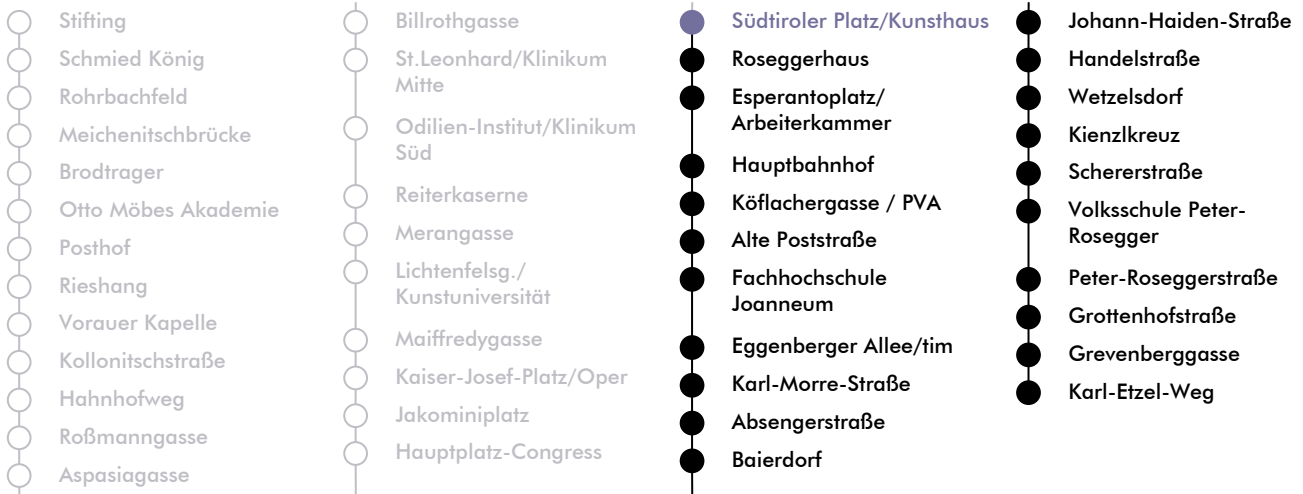 Stifting
Schmied König
Rohrbachfeld
Meichenitschbrücke
Brodtrager
Otto Möbes Akademie
Posthof
Rieshang
Vorauer Kapelle
Kollonitschstraße
Hahnhofweg
Roßmanngasse
Aspasiagasse
Billrothgasse
St.Leonhard/Klinikum
Mitte
Odilien-Institut/Klinikum
Süd
Reiterkaserne
Merangasse
Lichtenfelsg./
Kunstuniversität
Maiffredygasse
Kaiser-Josef-Platz/Oper
Jakominiplatz
Hauptplatz-Congress
Südtiroler Platz/Kunsthaus
Roseggerhaus
Esperantoplatz/
Arbeiterkammer
Hauptbahnhof
Köflachergasse / PVA
Alte Poststraße
Fachhochschule
Joanneum
Eggenberger Allee/tim
Karl-Morre-Straße
Absengerstraße
Baierdorf
Johann-Haiden-Straße
Handelstraße
Wetzelsdorf
Kienzlkreuz
Schererstraße
Volksschule Peter-
Rosegger
Peter-Roseggerstraße
Grottenhofstraße
Grevenberggasse
Karl-Etzel-Weg